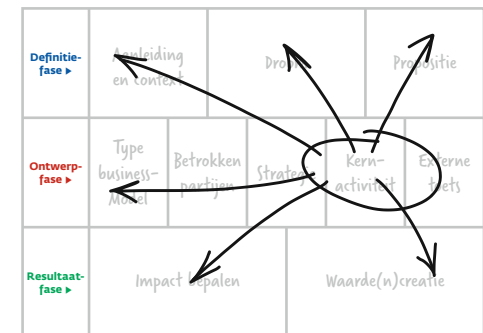 Definitie-
fase ▸
Aanleiding
en context
Droom
Propositie
Ontwerp-
fase ▸
Type
business-
Model
Betrokken
partijen
Strategie
Kern-
activiteit
Externe
toets
Resultaat-
fase ▸
Impact bepalen
Waarde(n)creatie